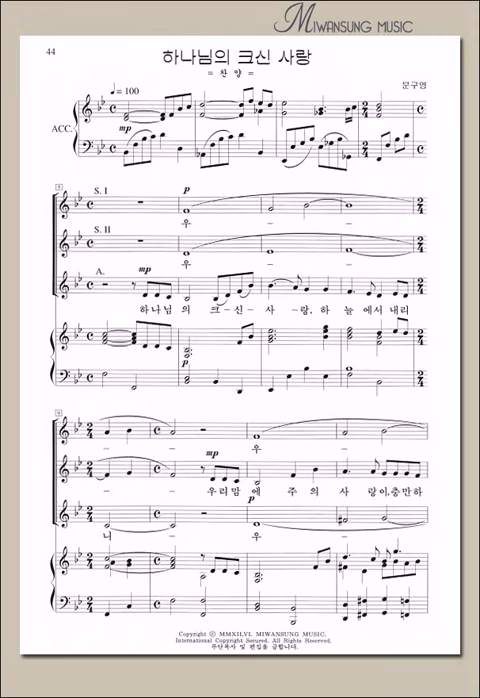 MIWANSUNG MUSIC
44
하나님의 크신 사랑
= 찬 양 =
문구영
♩ = 100
ACC.
mp
S. I
p
우 - - -
S. II
우 - - -
A.
mp
하나님 의 크-신-사-랑, 하 늘 에서 내리
p
mp
우리맘 에 주 의 사 랑이,충만하
p
니 - 우 - -
Copyright ⓒ MMXILVI. MIWANSUNG MUSIC.
International Copyright Secured. All Rights Reserved.
무단복사 및 편집을 금합니다.